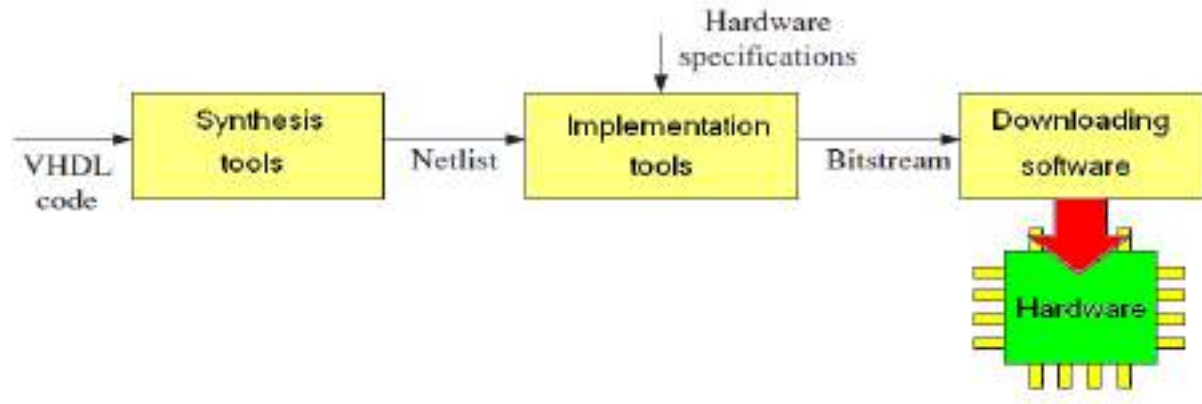 Hardware
specifications
Synthesis
tools
Implementation
tools
Downloading
software
VHDL
code
Netlist
Bitstream
Hardware